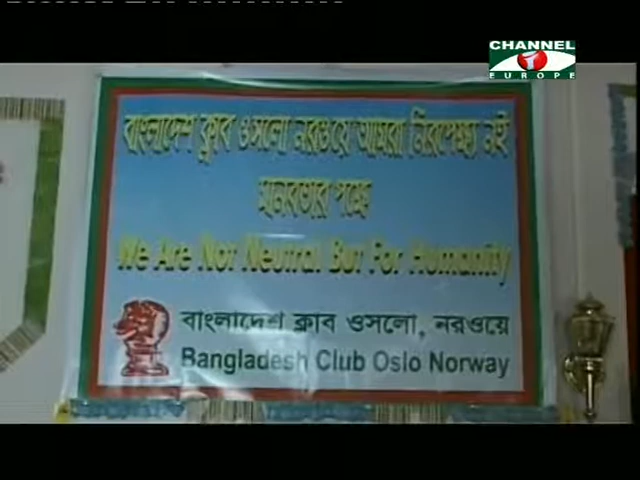 CHANNEL
i
EUROPE
বাংলাদেশ ক্লাব ওসলো নরওয়ে আমরা নিরপেক্ষ্য নই
মানবতার পক্ষে
We Are Not Neutral But For Humanity
বাংলাদেশ ক্লাব ওসলো, নরওয়ে
Bangladesh Club Oslo Norway